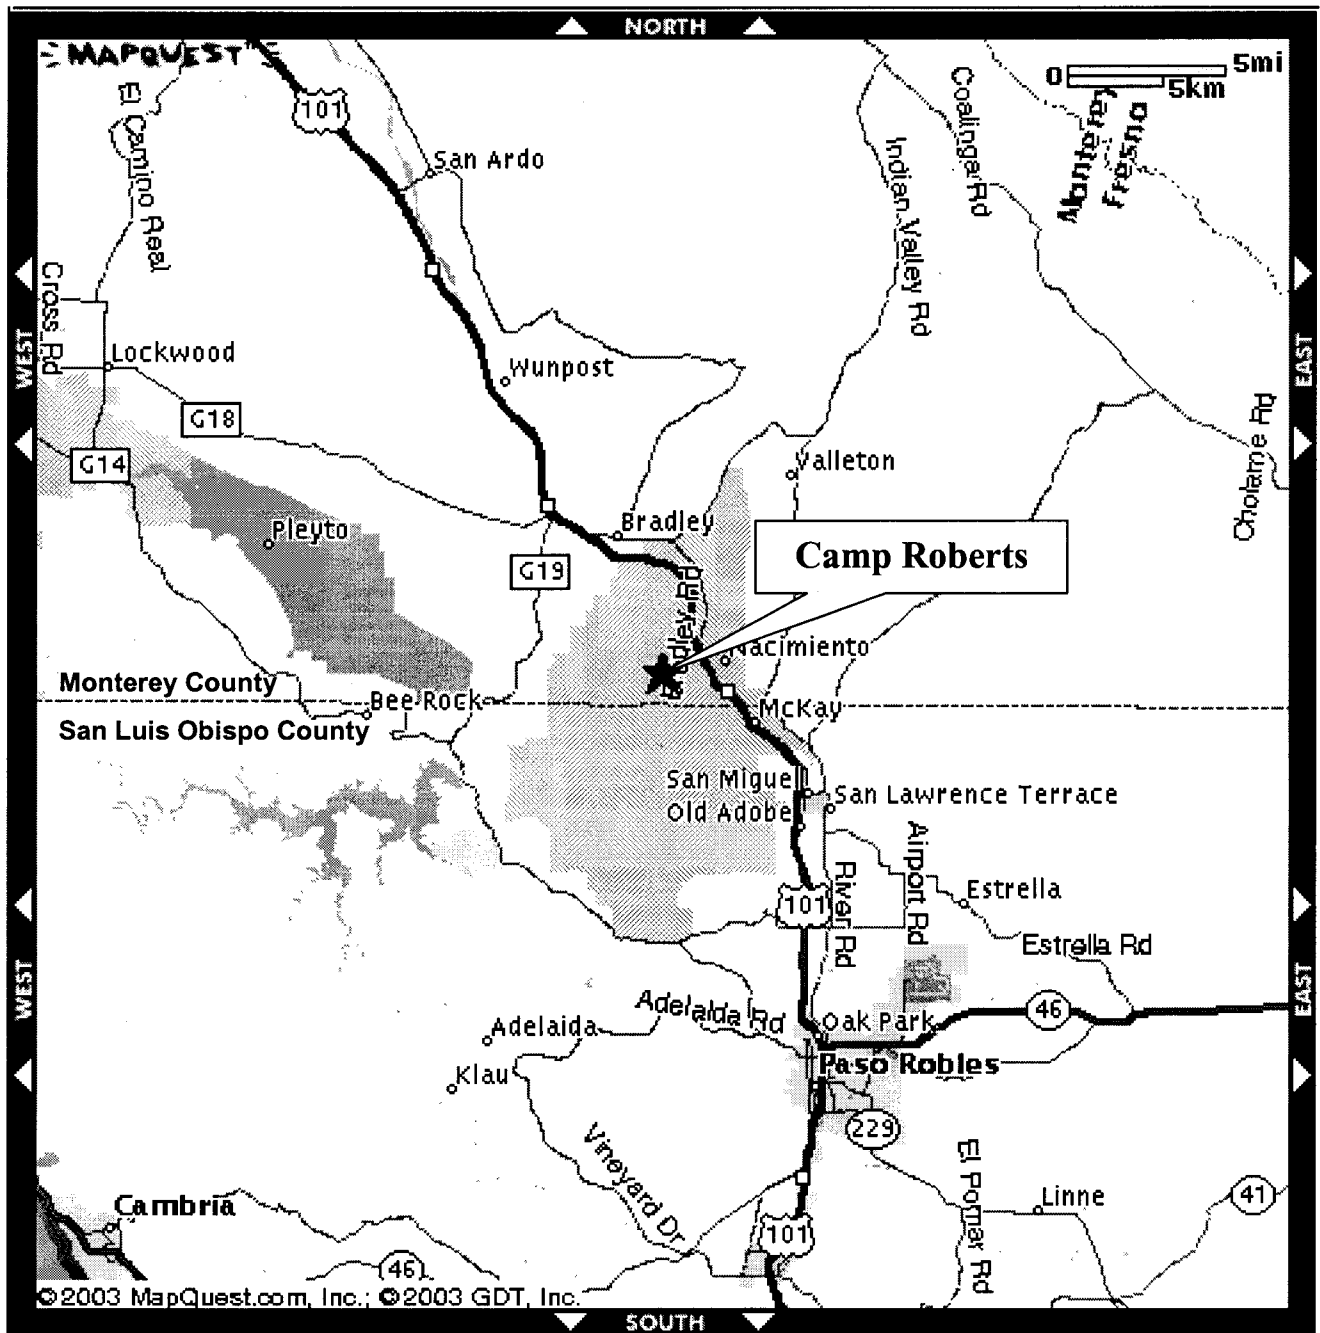 NORTH
MAPQUEST
0
5mi
5km
101
El Camino Real
San Ardo
Coalinga Rd
Monterey
Fresno
Indian Valley Rd
Cross Rd
WEST
EAST
Lockwood
Wunpost
G18
G14
Valleton
Cholame Rd
Pleyto
Bradley
G19
Camp Roberts
Nacimiento
Monterey County
Bee Rock
McKay
San Luis Obispo County
San Migue
San Lawrence Terrace
Old Adobe
101
River Rd
Airport Rd
Estrella
Estrella Rd
WEST
EAST
Adelaida Rd
Oak Park
46
Adelaida
Paso Robles
Klau
229
Vineyard Dr
El Pomar Rd
Linne
41
Cambria
101
46
©2003 MapQuest.com, Inc.; ©2003 GDT, Inc.
SOUTH